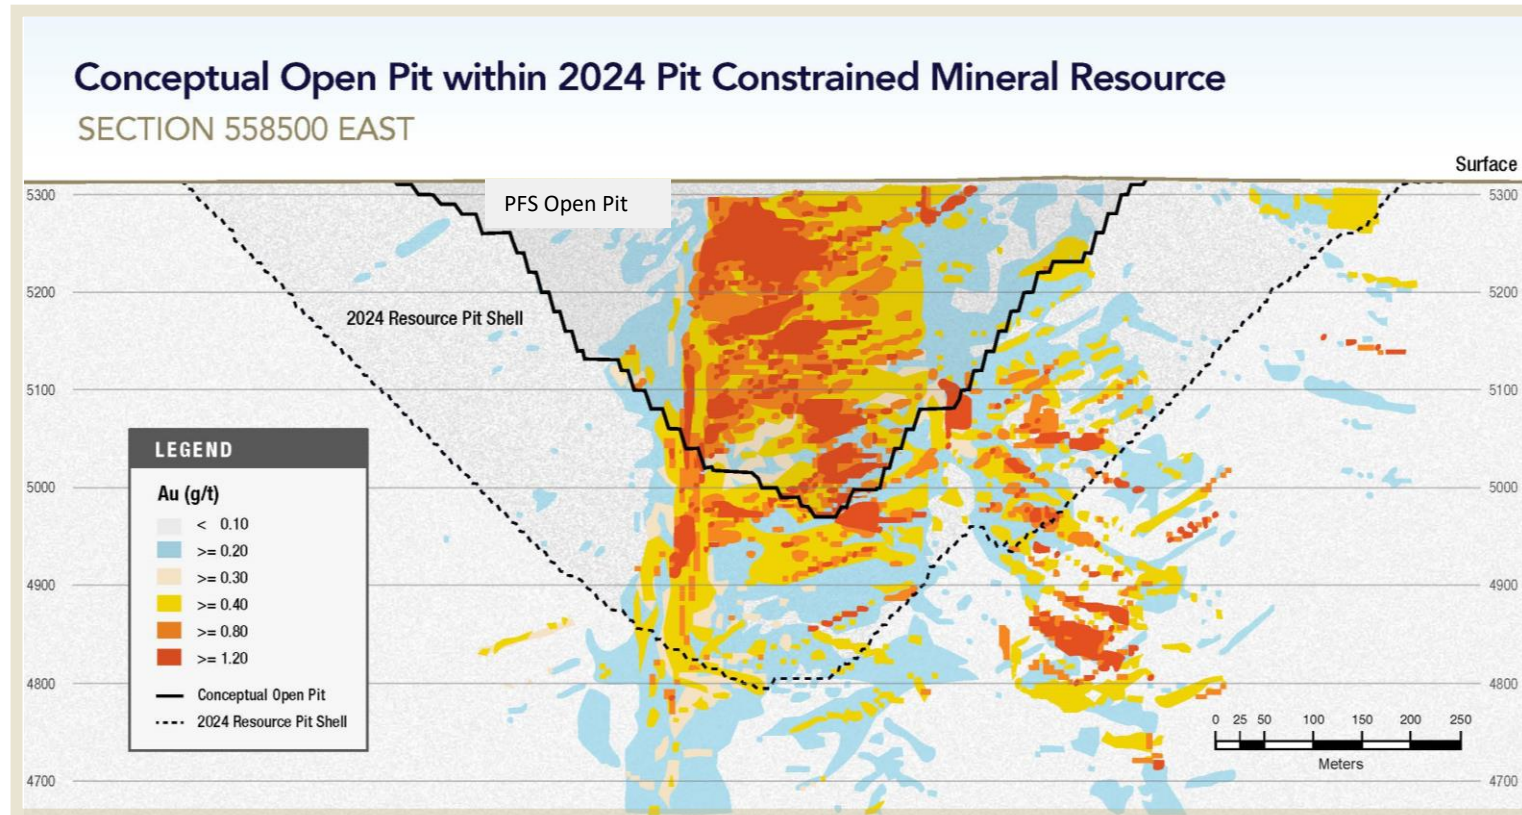 Conceptual Open Pit within 2024 Pit Constrained Mineral Resource
SECTION 558500 EAST
Surface
5300
PFS Open Pit
5300
5200
5200
2024 Resource Pit Shell
5100
5100
LEGEND
Au (g/t)
< 0.10
>= 0.20
>= 0.30
>= 0.40
>= 0.80
>= 1.20
Conceptual Open Pit
2024 Resource Pit Shell
5000
5000
4900
4900
4800
4800
0 25 50 100 150 200 250
Meters
4700
4700